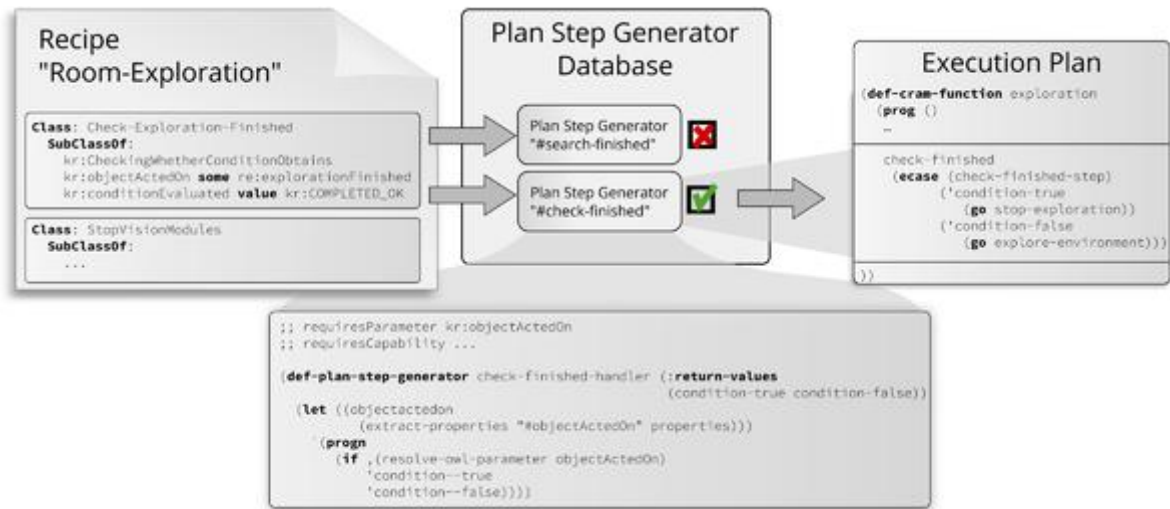 Recipe
"Room-Exploration"
Class: Check-Exploration-Finished
SubClassOf:
kr:CheckingWhetherConditionObtains
kr:objectActedOn some re:explorationFinished
kr:conditionEvaluated value kr:COMPLETED_OK
Class: StopVisionModules
SubClassOf:
...
Plan Step Generator
Database
Plan Step Generator
"#search-finished"
Plan Step Generator
"#check-finished"
Execution Plan
(def-cram-function exploration
(prog ()
…
check-finished
(ecase (check-finished-step)
('condition-true
(go stop-exploration))
('condition-false
(go explore-environment)))
))
;; requiresParameter kr:objectActedOn
;; requiresCapability ...
(def-plan-step-generator check-finished-handler (:return-values
(condition-true condition-false))
(let ((objectactedon
(extract-properties "#objectActedOn" properties)))
`(progn
(if ,(resolve-owl-parameter objectActedOn)
'condition--true
'condition--false))))